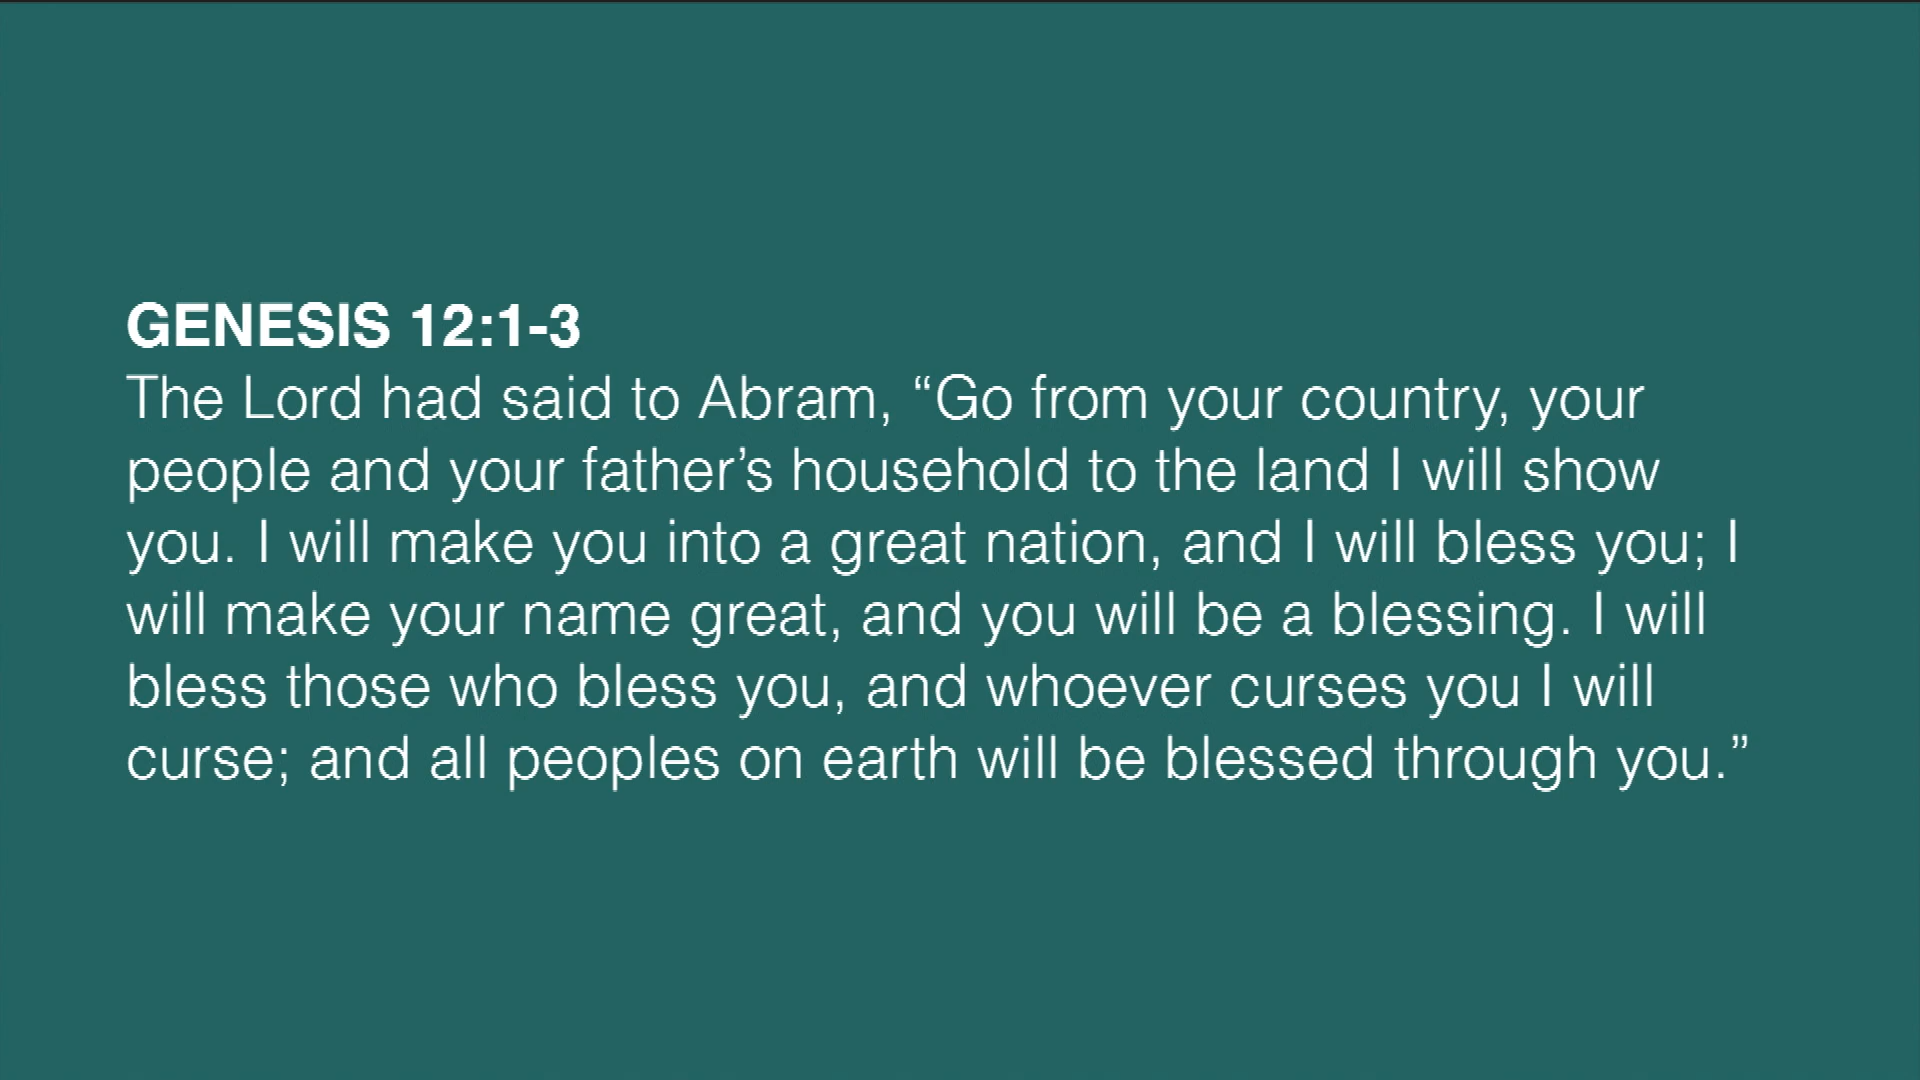 GENESIS 12:1-3
The Lord had said to Abram, “Go from your country, your
people and your father’s household to the land I will show
you. I will make you into a great nation, and I will bless you; I
will make your name great, and you will be a blessing. I will
bless those who bless you, and whoever curses you I will
curse; and all peoples on earth will be blessed through you.”